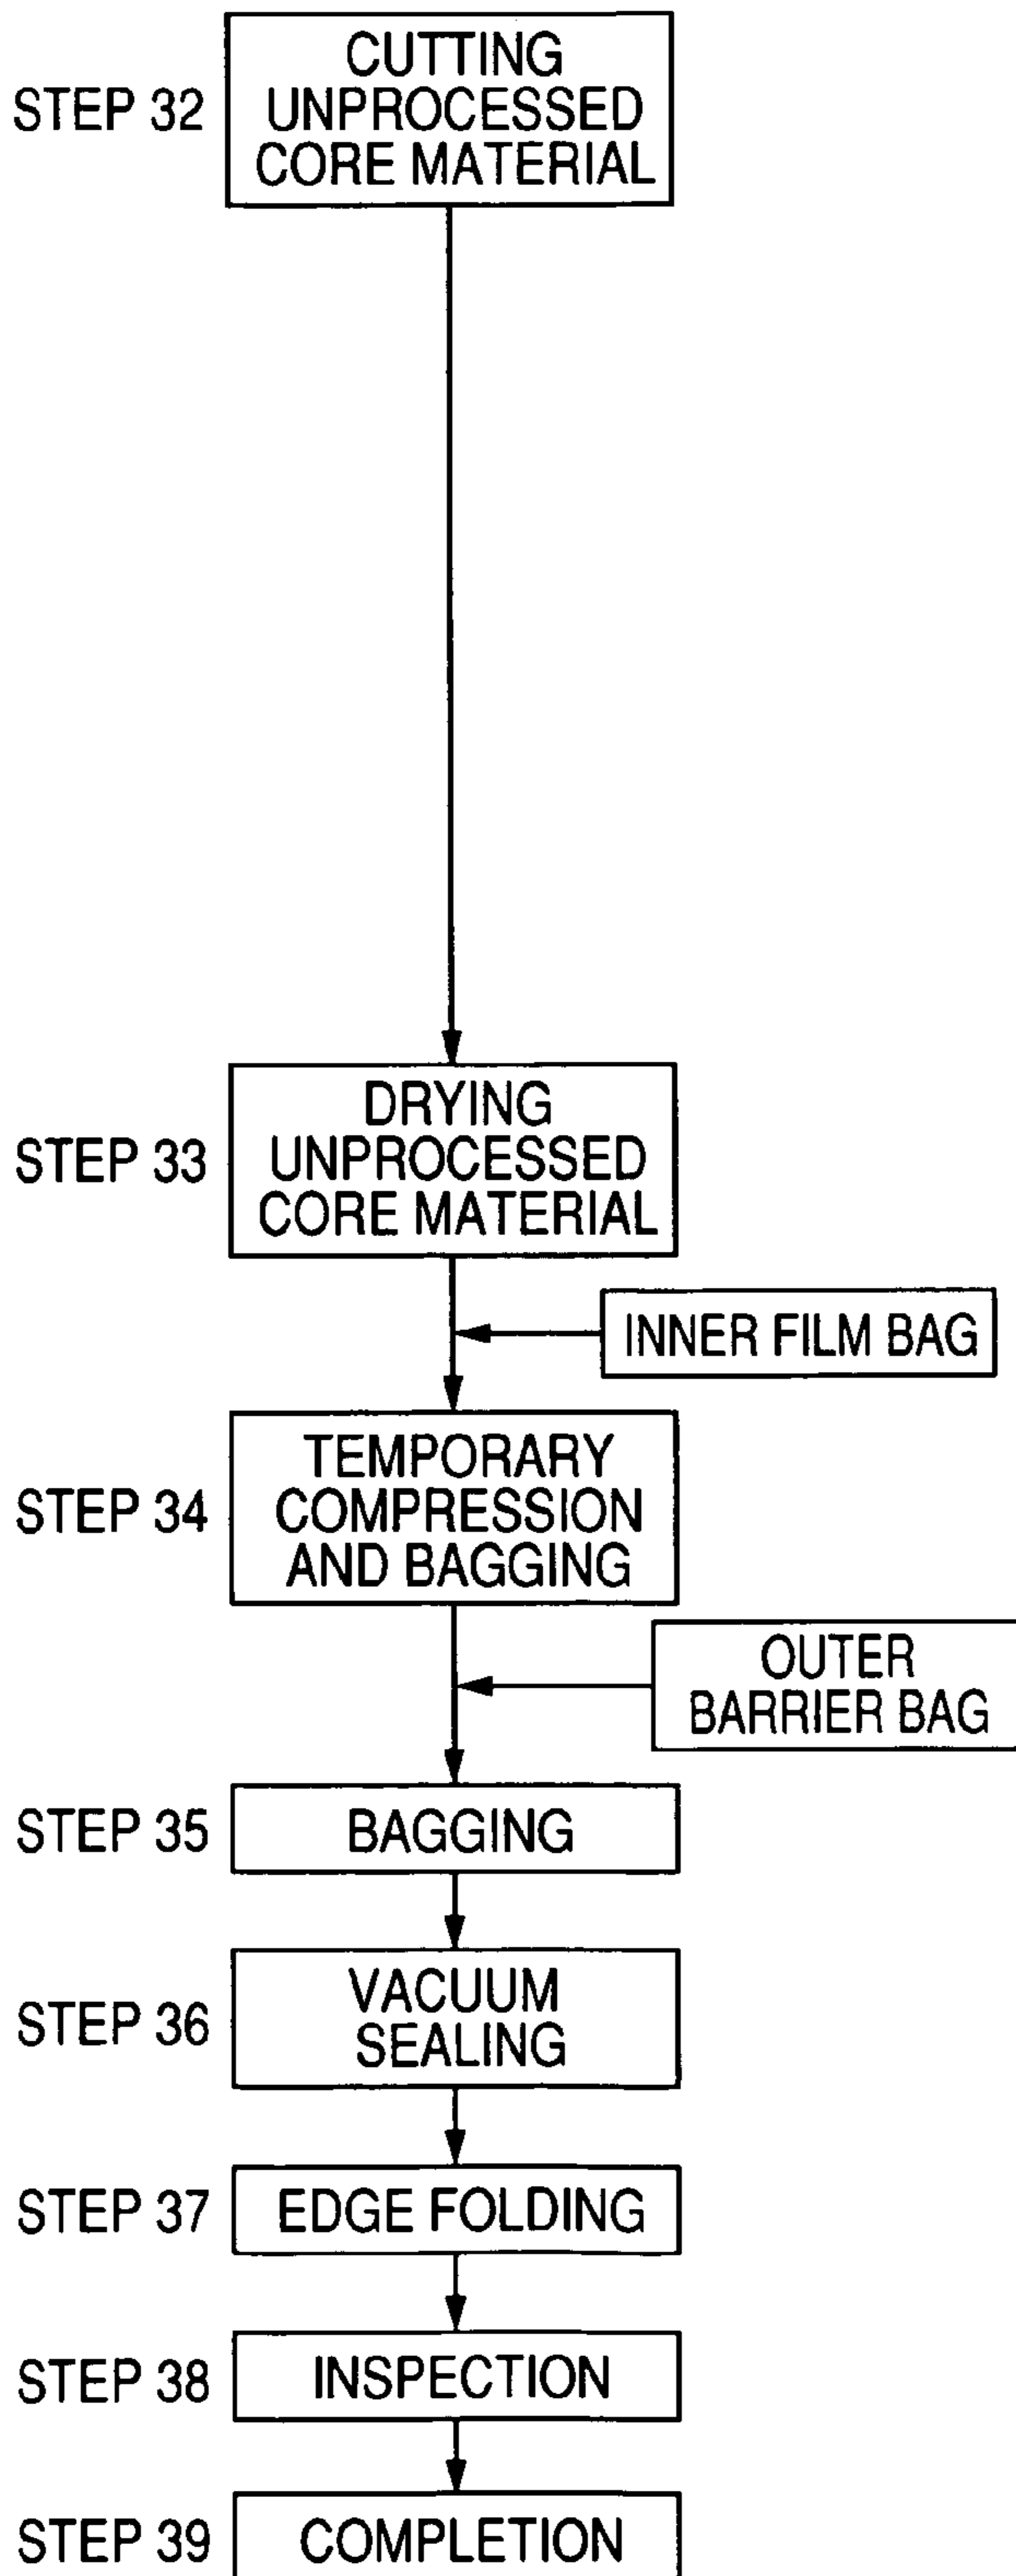 STEP 32
CUTTING
UNPROCESSED
CORE MATERIAL
STEP 33
DRYING
UNPROCESSED
CORE MATERIAL
INNER FILM BAG
STEP 34
TEMPORARY
COMPRESSION
AND BAGGING
OUTER
BARRIER BAG
STEP 35
BAGGING
STEP 36
VACUUM
SEALING
STEP 37
EDGE FOLDING
STEP 38
INSPECTION
STEP 39
COMPLETION